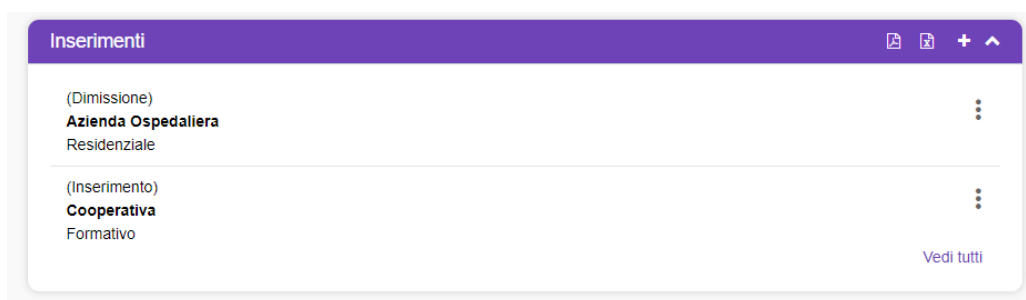 Inserimenti
(Dimissione)
Azienda Ospedaliera
Residenziale
(Inserimento)
Cooperativa
Formativo
Vedi tutti